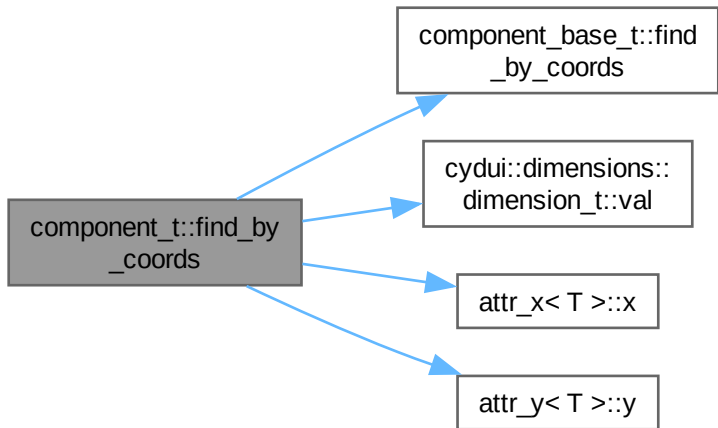 component_base_t::find
_by_coords
cydui::dimensions::
dimension_t::val
component_t::find_by
_coords
attr_x< T >::x
attr_y< T >::y